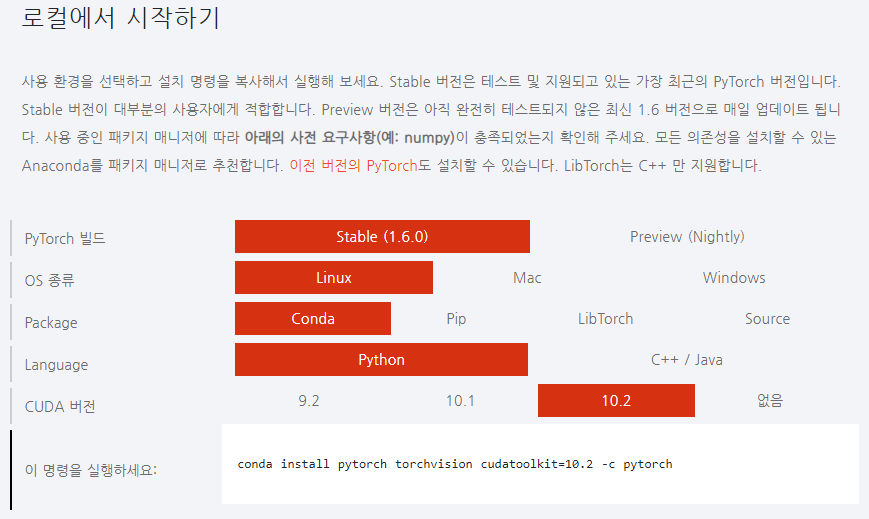 로컬에서 시작하기
사용 환경을 선택하고 설치 명령을 복사해서 실행해 보세요. Stable 버전은 테스트 및 지원되고 있는 가장 최근의 PyTorch 버전입니다.
Stable 버전이 대부분의 사용자에게 적합합니다. Preview 버전은 아직 완전히 테스트되지 않은 최신 1.6 버전으로 매일 업데이트 됩니
다. 사용 중인 패키지 매니저에 따라 아래의 사전 요구사항(예: numpy)이 충족되었는지 확인해 주세요. 모든 의존성을 설치할 수 있는
Anaconda를 패키지 매니저로 추천합니다. 이전 버전의 PyTorch도 설치할 수 있습니다. LibTorch는 C++ 만 지원합니다.
PyTorch 빌드 Stable (1.6.0) Preview (Nightly)
OS 종류 Linux Mac Windows
Package Conda Pip LibTorch Source
Language Python C++ / Java
CUDA 버전 9.2 10.1 10.2 없음
이 명령을 실행하세요: conda install pytorch torchvision cudatoolkit=10.2 -c pytorch